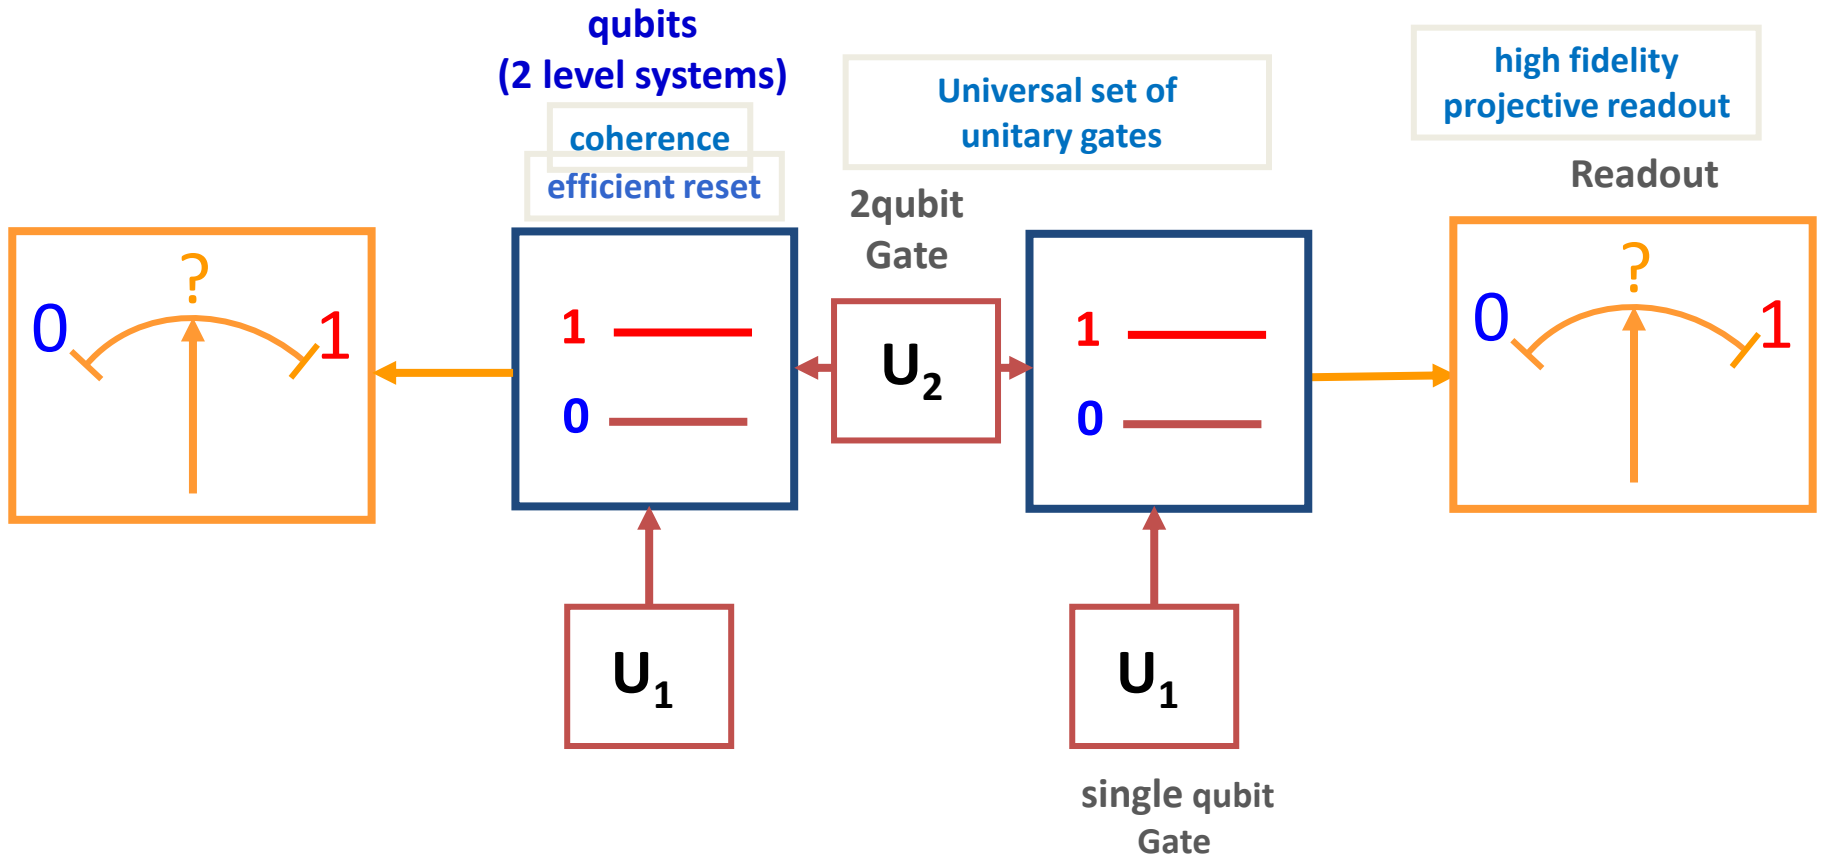 qubits
(2 level systems)
coherence
efficient reset
Universal set of
unitary gates
high fidelity
projective readout
Readout
2qubit
Gate
0 ? 1
1
0
U₂
1
0
0 ? 1
U₁
U₁
single qubit
Gate